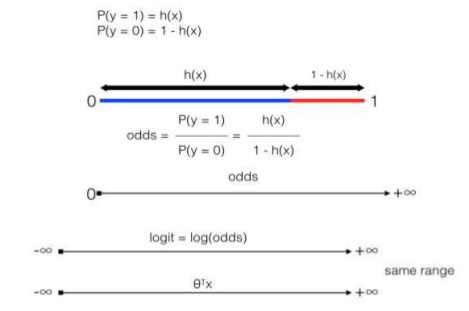 P(y = 1) = h(x)
P(y = 0) = 1 - h(x)
h(x) 1 - h(x)
0 1
odds = P(y = 1) / P(y = 0) = h(x) / 1 - h(x)
odds
0 +∞
logit = log(odds)
-∞ +∞
same range
θᵀx
-∞ +∞